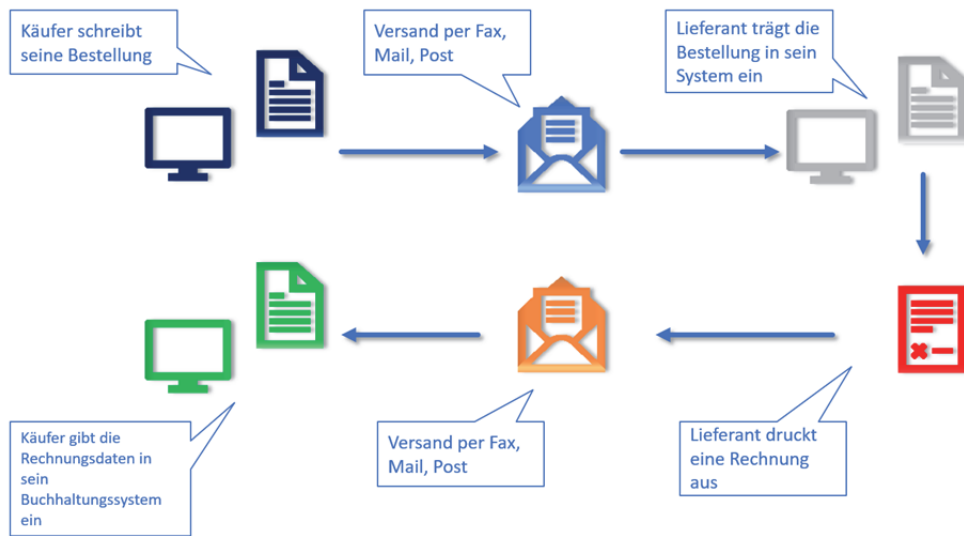 Käufer schreibt
seine Bestellung
Versand per Fax,
Mail, Post
Lieferant trägt die
Bestellung in sein
System ein
Käufer gibt die
Rechnungsdaten in
sein
Buchhaltungssystem
ein
Versand per Fax,
Mail, Post
Lieferant druckt
eine Rechnung
aus